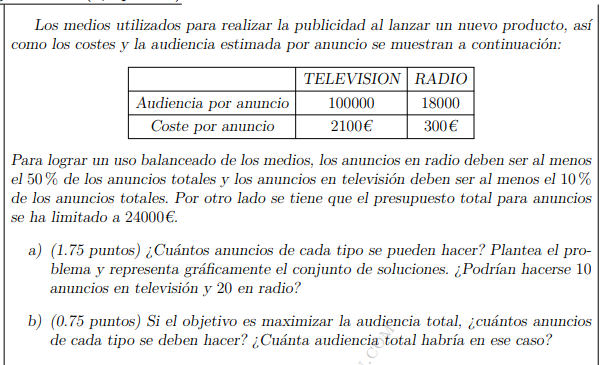 Los medios utilizados para realizar la publicidad al lanzar un nuevo producto, así
como los costes y la audiencia estimada por anuncio se muestran a continuación:
TELEVISION RADIO
Audiencia por anuncio 100000 18000
Coste por anuncio 2100€ 300€
Para lograr un uso balanceado de los medios, los anuncios en radio deben ser al menos
el 50 % de los anuncios totales y los anuncios en televisión deben ser al menos el 10 %
de los anuncios totales. Por otro lado se tiene que el presupuesto total para anuncios
se ha limitado a 24000€.
a) (1.75 puntos) ¿Cuántos anuncios de cada tipo se pueden hacer? Plantea el pro-
blema y representa gráficamente el conjunto de soluciones. ¿Podrían hacerse 10
anuncios en televisión y 20 en radio?
b) (0.75 puntos) Si el objetivo es maximizar la audiencia total, ¿cuántos anuncios
de cada tipo se deben hacer? ¿Cuánta audiencia total habría en ese caso?